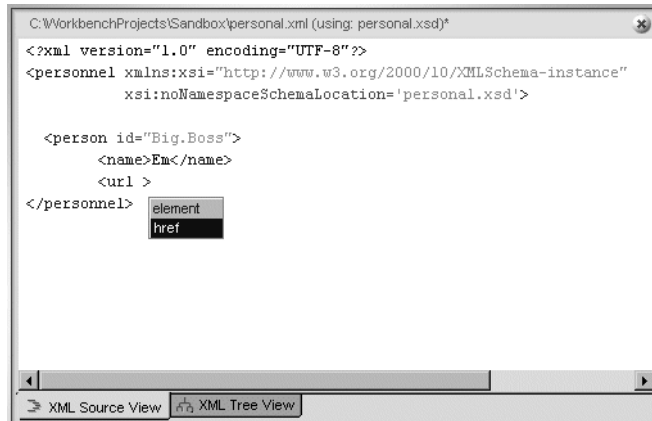 C:\WorkbenchProjects\Sandbox\personal.xml (using: personal.xsd)*
<?xml version="1.0" encoding="UTF-8"?>
<personnel xmlns:xsi="http://www.w3.org/2000/10/XMLSchema-instance"
xsi:noNamespaceSchemaLocation='personal.xsd'>
<person id="Big.Boss">
<name>Em</name>
<url >
</personnel>
element
href
XML Source View
XML Tree View